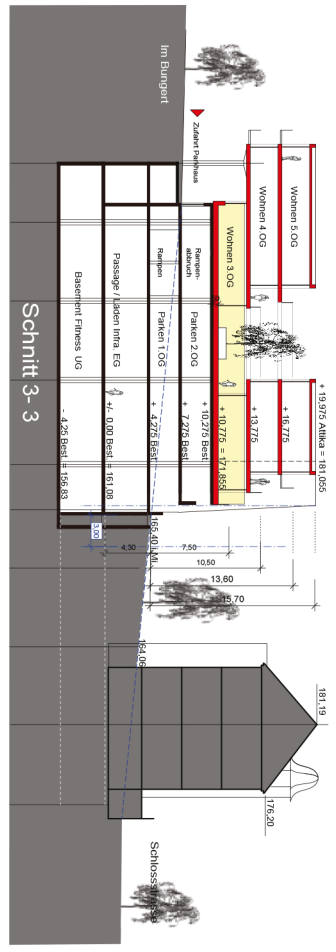 + 19,975 Attika = 181,055
Wohnen 5.OG
+ 16,775
Wohnen 4.OG
+ 13,775
Wohnen 3.OG
+ 10,775 = 171,855
+ 10,275 Best.
Rampen-
abbruch
Parken 2.OG
+ 7,275 Best.
Rampen
Parken 1.OG
+ 4,275 Best.
Passage / Läden Infra. EG
+/- 0,00 Best. = 161,08
Basement Fitness UG
- 4,25 Best. = 156,83
Im Bungert
Zufahrt Parkhaus
165,40 i.Mi.
3,00
4,30
7,50
10,50
13,60
15,70
181,19
176,20
164,06
Schlossstrasse
Schnitt 3- 3